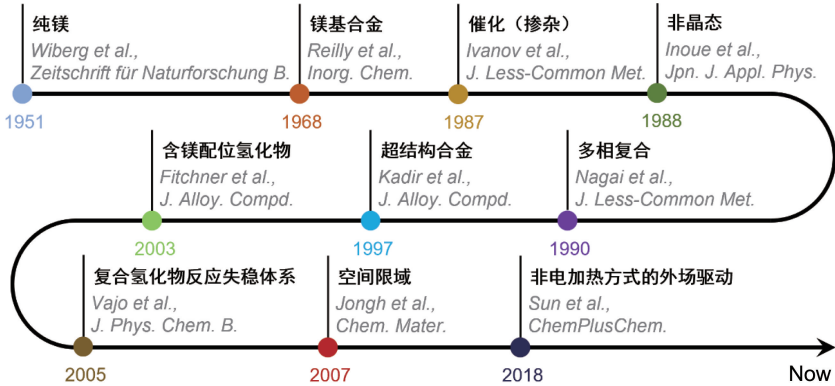 纯镁
Wiberg et al.,
Zeitschrift für Naturforschung B.
1951
镁基合金
Reilly et al.,
Inorg. Chem.
1968
催化（掺杂）
Ivanov et al.,
J. Less-Common Met.
1987
非晶态
Inoue et al.,
Jpn. J. Appl. Phys.
1988
多相复合
Nagai et al.,
J. Less-Common Met.
1990
超结构合金
Kadir et al.,
J. Alloy. Compd.
1997
含镁配位氢化物
Fitchner et al.,
J. Alloy. Compd.
2003
复合氢化物反应失稳体系
Vajo et al.,
J. Phys. Chem. B.
2005
空间限域
Jongh et al.,
Chem. Mater.
2007
非电加热方式的外场驱动
Sun et al.,
ChemPlusChem.
2018
Now